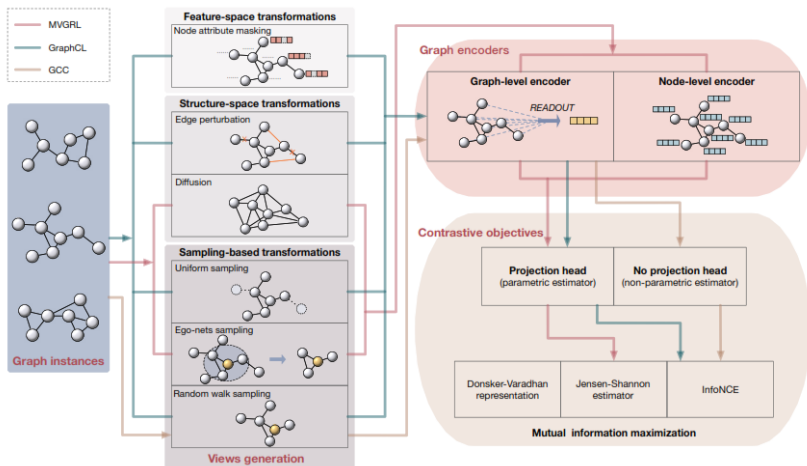 MVGRL
GraphCL
GCC
Graph instances
Feature-space transformations
Node attribute masking
Structure-space transformations
Edge perturbation
Diffusion
Sampling-based transformations
Uniform sampling
Ego-nets sampling
Random walk sampling
Views generation
Graph encoders
Graph-level encoder
READOUT
Node-level encoder
Contrastive objectives
Projection head
(parametric estimator)
No projection head
(non-parametric estimator)
Donsker-Varadhan
representation
Jensen-Shannon
estimator
InfoNCE
Mutual information maximization